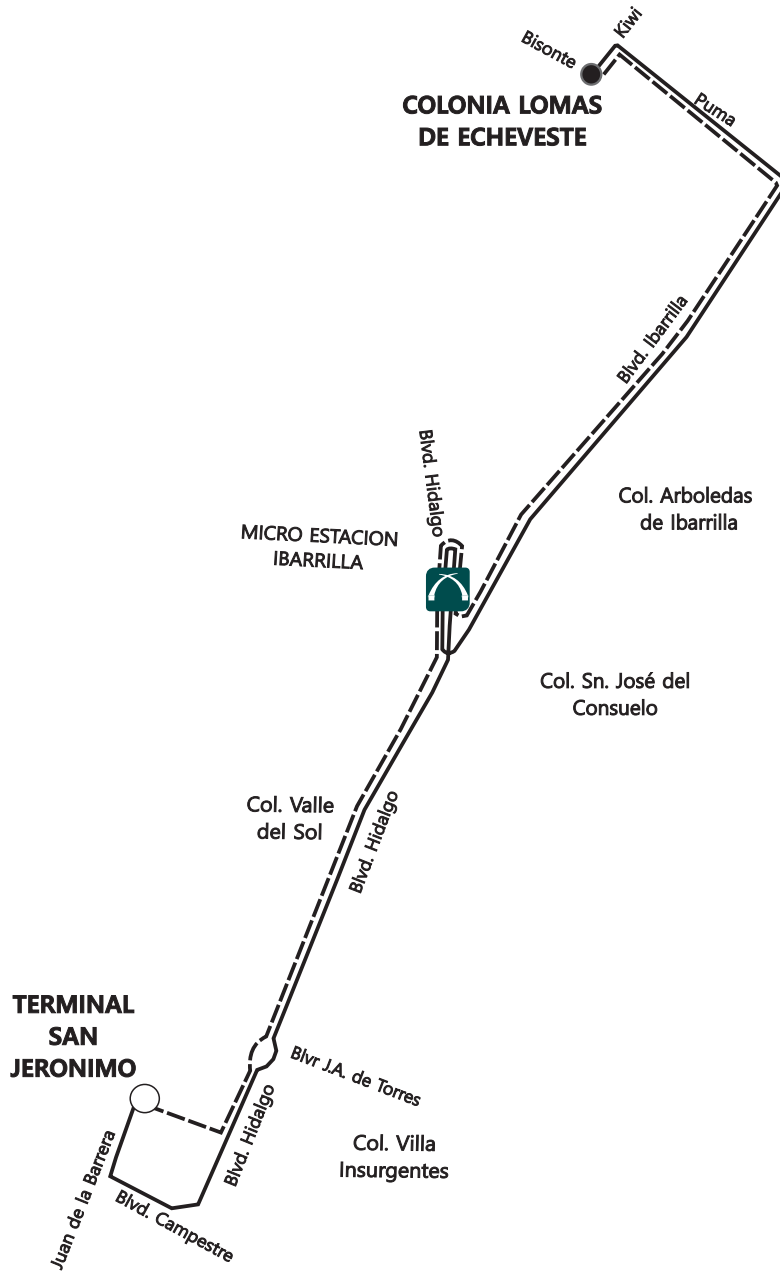 Kiwi
Bisonte
COLONIA LOMAS
DE ECHEVESTE
Puma
Blvd. Ibarrilla
Blvd. Hidalgo
Col. Arboledas
de Ibarrilla
MICRO ESTACION
IBARRILLA
Col. Sn. José del
Consuelo
Col. Valle
del Sol
Blvd. Hidalgo
TERMINAL
SAN
JERONIMO
Blvr J.A. de Torres
Blvd. Hidalgo
Col. Villa
Insurgentes
Juan de la Barrera
Blvd. Campestre